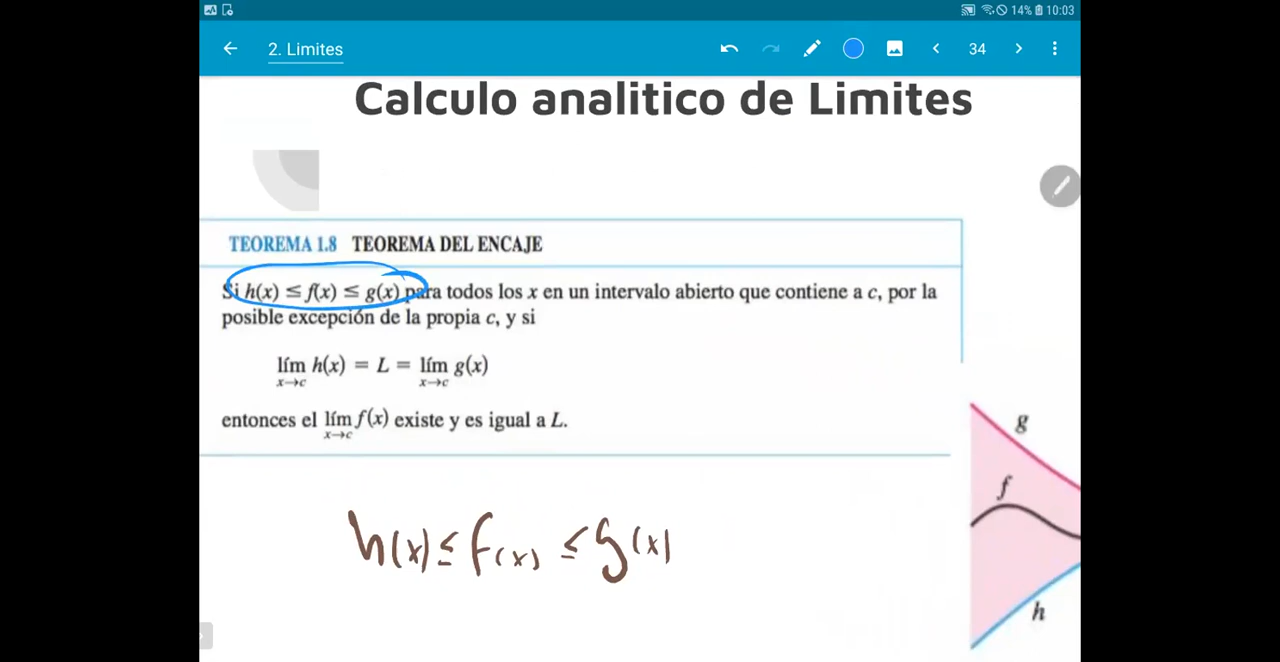 14% 10:03
2. Limites
34
Calculo analitico de Limites
TEOREMA 1.8 TEOREMA DEL ENCAJE
Si h(x) ≤ f(x) ≤ g(x) para todos los x en un intervalo abierto que contiene a c, por la
posible excepción de la propia c, y si
lím h(x) = L = lím g(x)
x→c x→c
entonces el lím f(x) existe y es igual a L.
x→c
g
f
h(x) ≤ f(x) ≤ g(x)
h